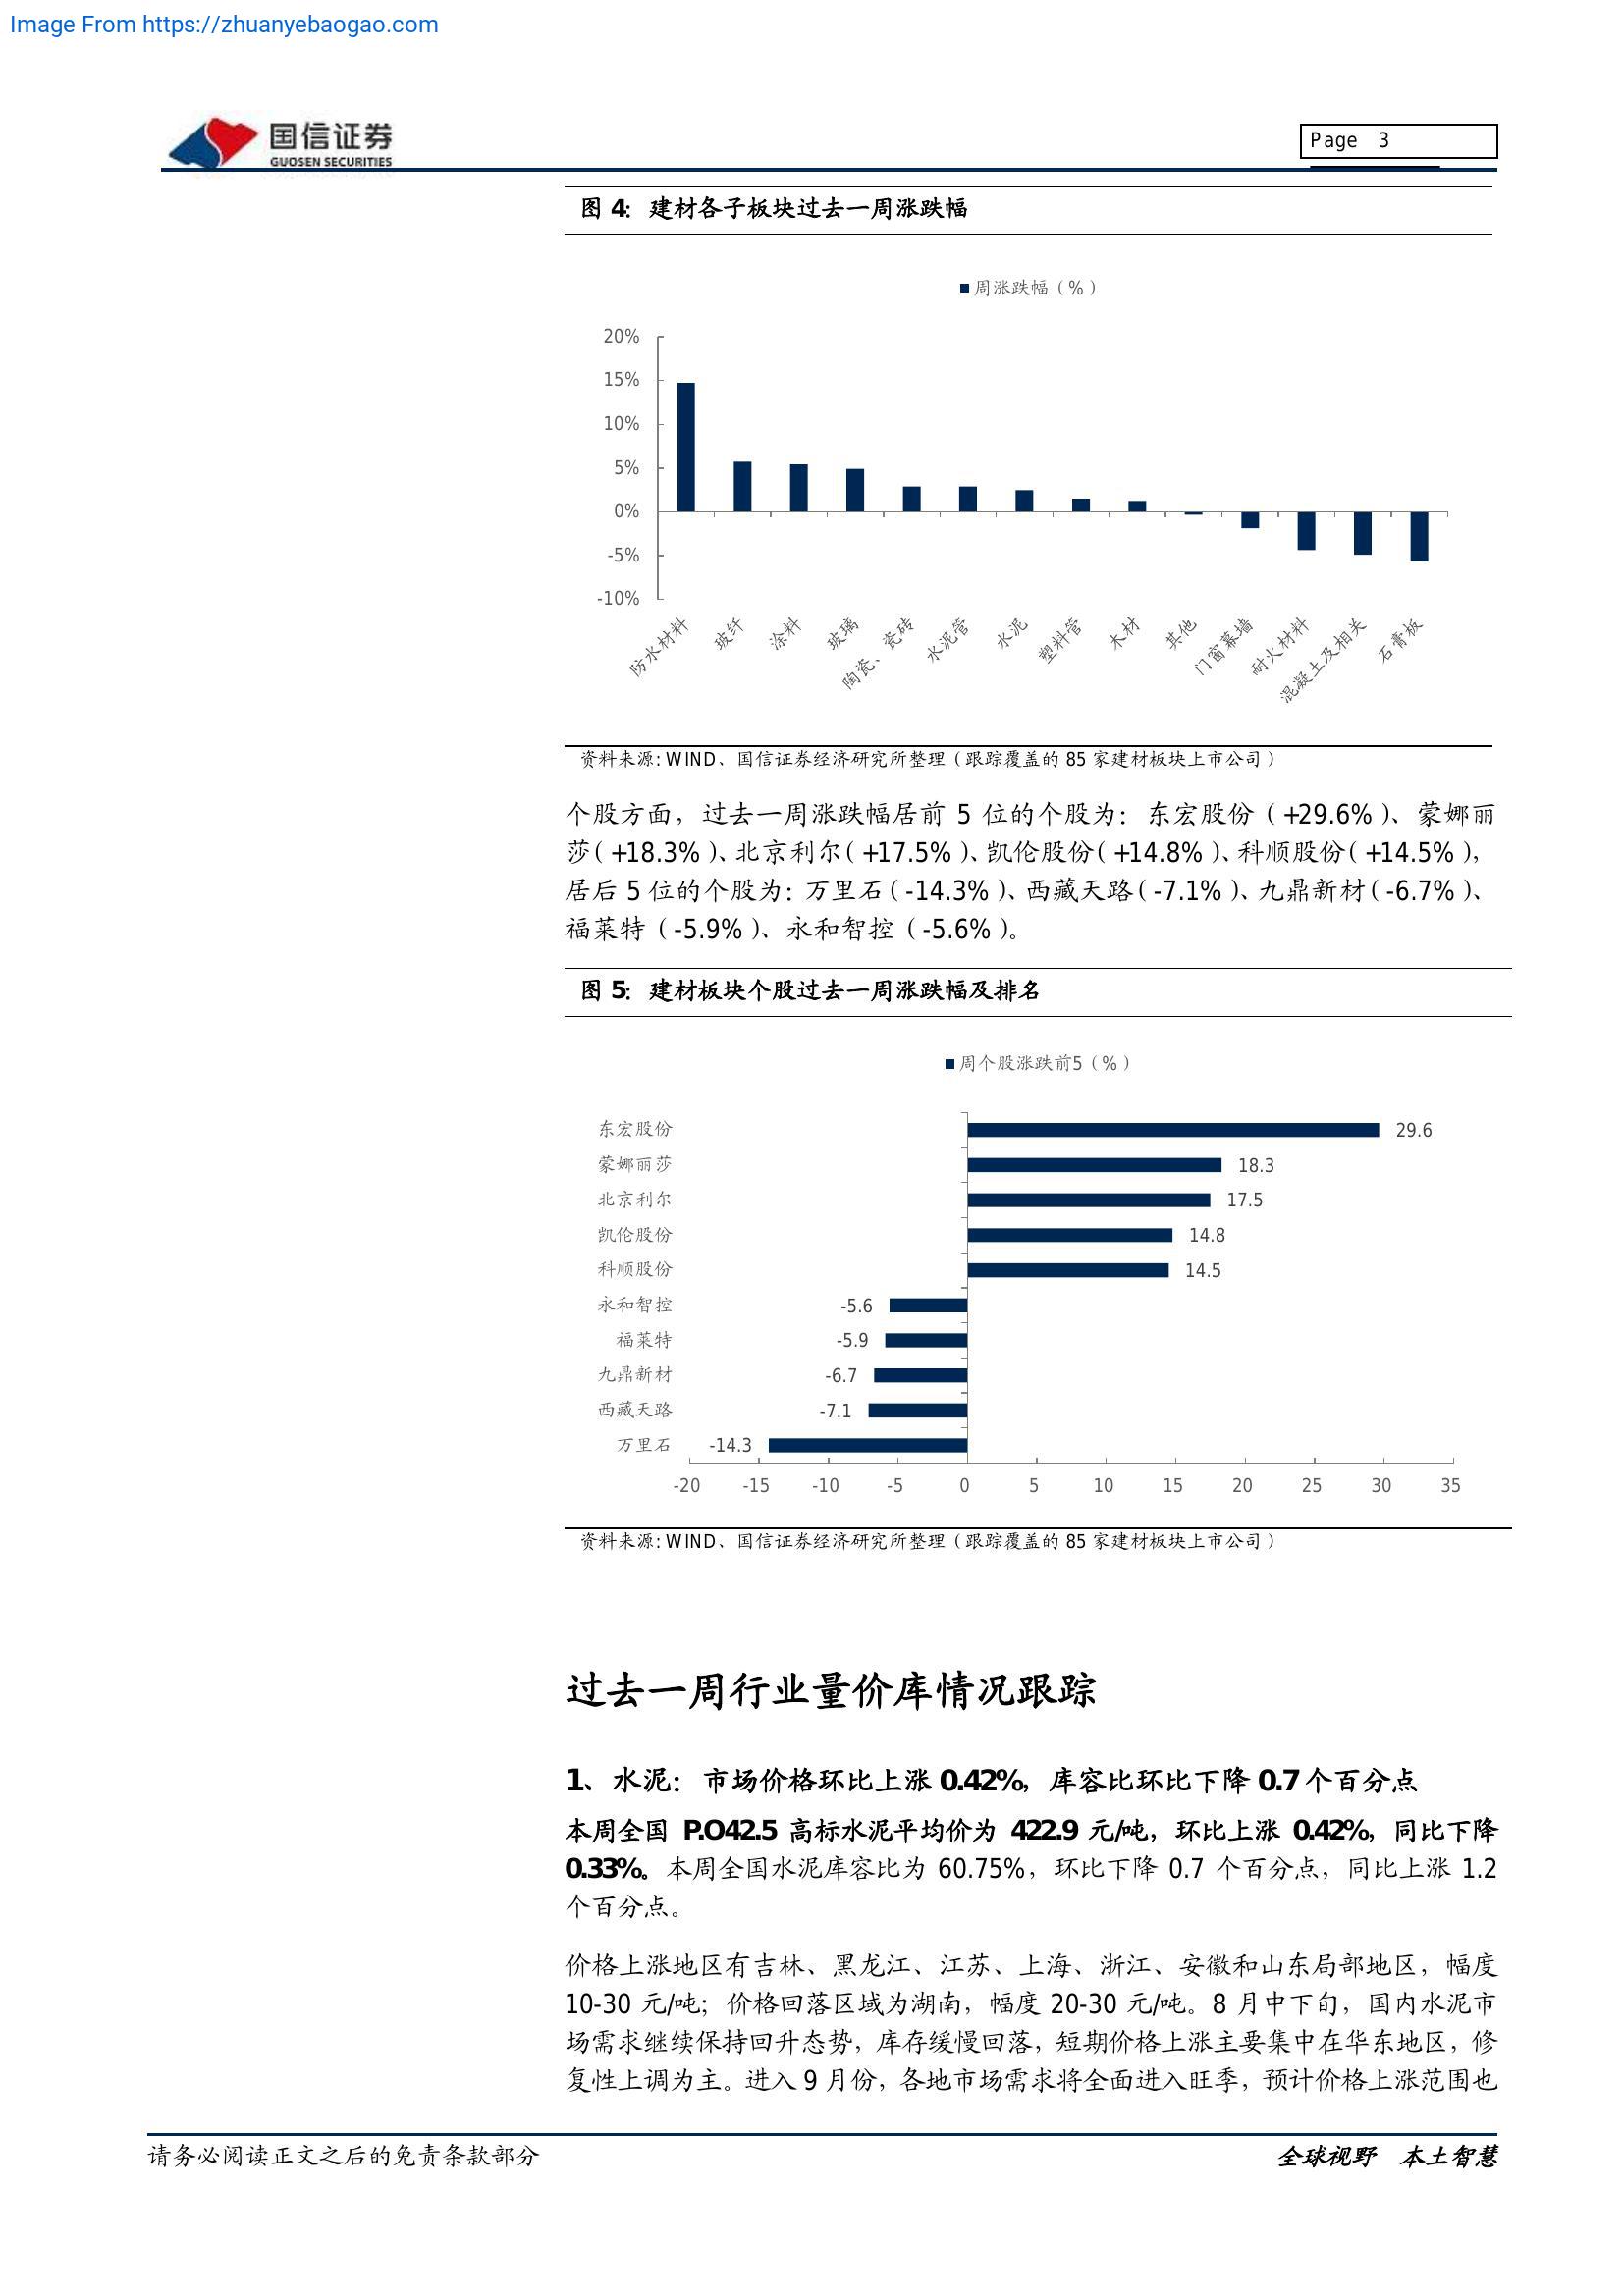 Image From https://zhuanyebaogao.com
国信证券
GUOSEN SECURITIES
Page 3
图 4：建材各子板块过去一周涨跌幅
周涨跌幅（%）
20%
15%
10%
5%
0%
-5%
-10%
防水材料
玻纤
涂料
玻璃
陶瓷、瓷砖
水泥管
水泥
塑料管
木材
其他
门窗幕墙
耐火材料
混凝土及相关
石膏板
资料来源: WIND、国信证券经济研究所整理（跟踪覆盖的 85 家建材板块上市公司）
个股方面，过去一周涨跌幅居前 5 位的个股为：东宏股份（+29.6%）、蒙娜丽
莎（+18.3%）、北京利尔（+17.5%）、凯伦股份（+14.8%）、科顺股份（+14.5%），
居后 5 位的个股为：万里石（-14.3%）、西藏天路（-7.1%）、九鼎新材（-6.7%）、
福莱特（-5.9%）、永和智控（-5.6%）。
图 5：建材板块个股过去一周涨跌幅及排名
周个股涨跌前5（%）
东宏股份 29.6
蒙娜丽莎 18.3
北京利尔 17.5
凯伦股份 14.8
科顺股份 14.5
永和智控 -5.6
福莱特 -5.9
九鼎新材 -6.7
西藏天路 -7.1
万里石 -14.3
-20 -15 -10 -5 0 5 10 15 20 25 30 35
资料来源: WIND、国信证券经济研究所整理（跟踪覆盖的 85 家建材板块上市公司）
过去一周行业量价库情况跟踪
1、水泥：市场价格环比上涨 0.42%，库容比环比下降 0.7 个百分点
本周全国 P.O42.5 高标水泥平均价为 422.9 元/吨，环比上涨 0.42%，同比下降
0.33%。本周全国水泥库容比为 60.75%，环比下降 0.7 个百分点，同比上涨 1.2
个百分点。
价格上涨地区有吉林、黑龙江、江苏、上海、浙江、安徽和山东局部地区，幅度
10-30 元/吨；价格回落区域为湖南，幅度 20-30 元/吨。8 月中下旬，国内水泥市
场需求继续保持回升态势，库存缓慢回落，短期价格上涨主要集中在华东地区，修
复性上调为主。进入 9 月份，各地市场需求将全面进入旺季，预计价格上涨范围也
请务必阅读正文之后的免责条款部分
全球视野 本土智慧